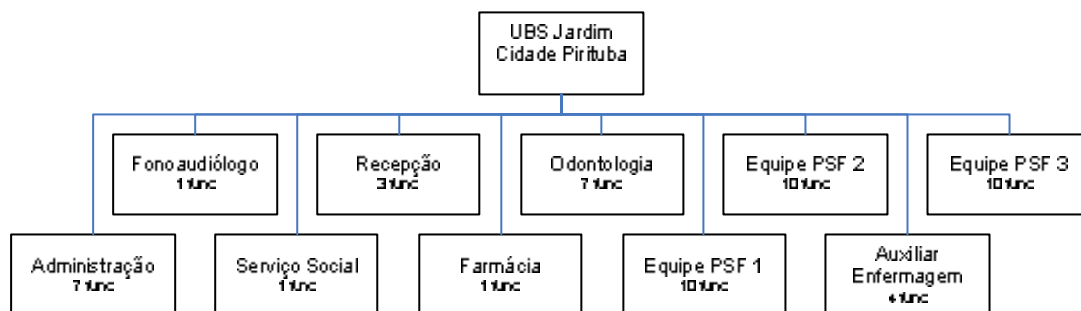 UBS Jardim
Cidade Pirituba
Fonoaudiólogo
1 func
Recepção
3 func
Odontologia
7 func
Equipe PSF 2
10 func
Equipe PSF 3
10 func
Administração
7 func
Serviço Social
1 func
Farmácia
1 func
Equipe PSF 1
10 func
Auxiliar
Enfermagem
4 func